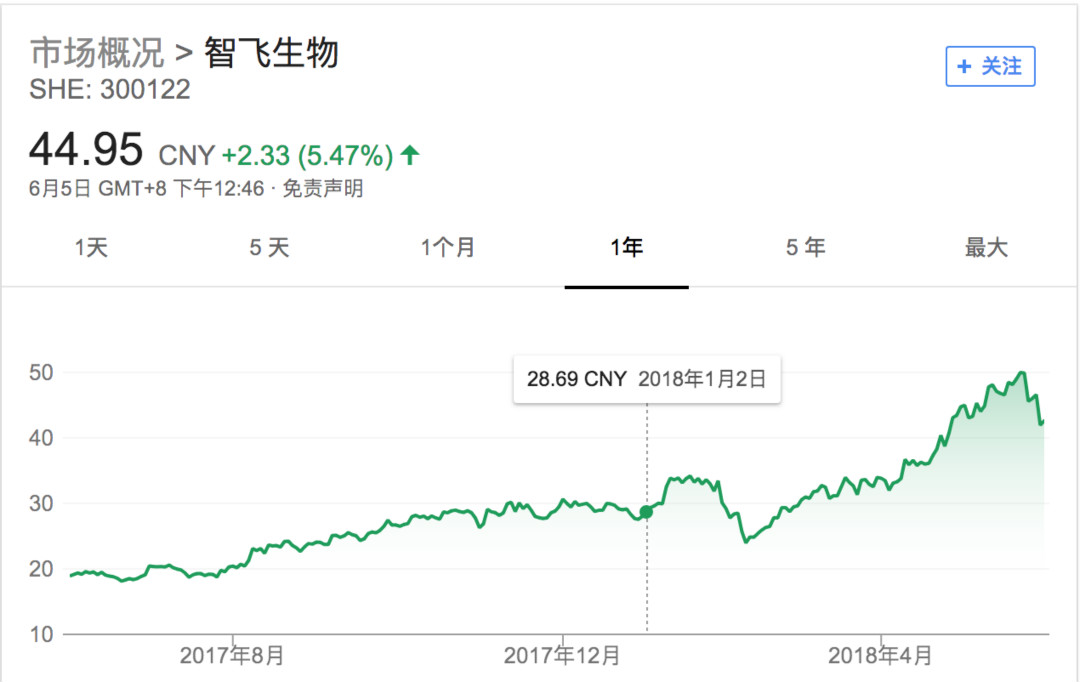 市场概况 > 智飞生物
+ 关注
SHE: 300122
44.95 CNY +2.33 (5.47%)
6月5日 GMT+8 下午12:46 · 免责声明
1天 5 天 1个月 1年 5 年 最大
28.69 CNY 2018年1月2日
50
40
30
20
10
2017年8月 2017年12月 2018年4月